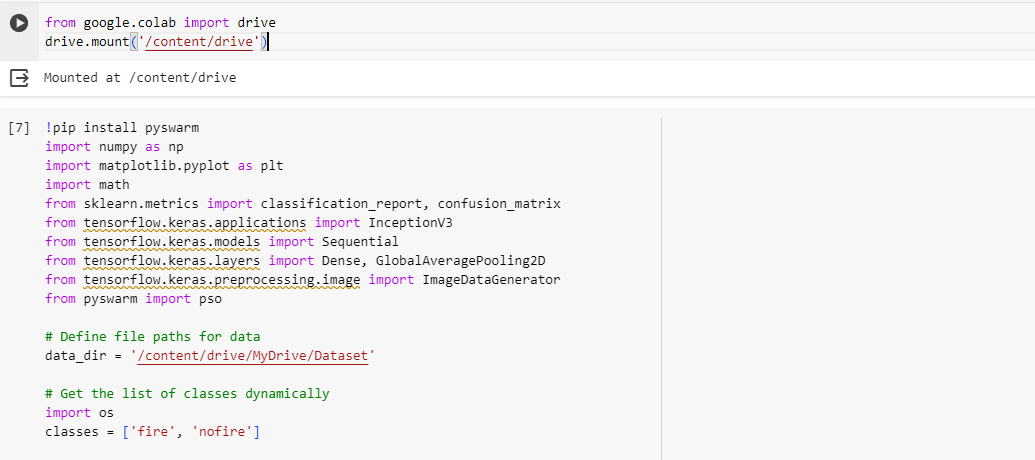 from google.colab import drive
drive.mount('/content/drive')
Mounted at /content/drive
[7] !pip install pyswarm
import numpy as np
import matplotlib.pyplot as plt
import math
from sklearn.metrics import classification_report, confusion_matrix
from tensorflow.keras.applications import InceptionV3
from tensorflow.keras.models import Sequential
from tensorflow.keras.layers import Dense, GlobalAveragePooling2D
from tensorflow.keras.preprocessing.image import ImageDataGenerator
from pyswarm import pso
# Define file paths for data
data_dir = '/content/drive/MyDrive/Dataset'
# Get the list of classes dynamically
import os
classes = ['fire', 'nofire']